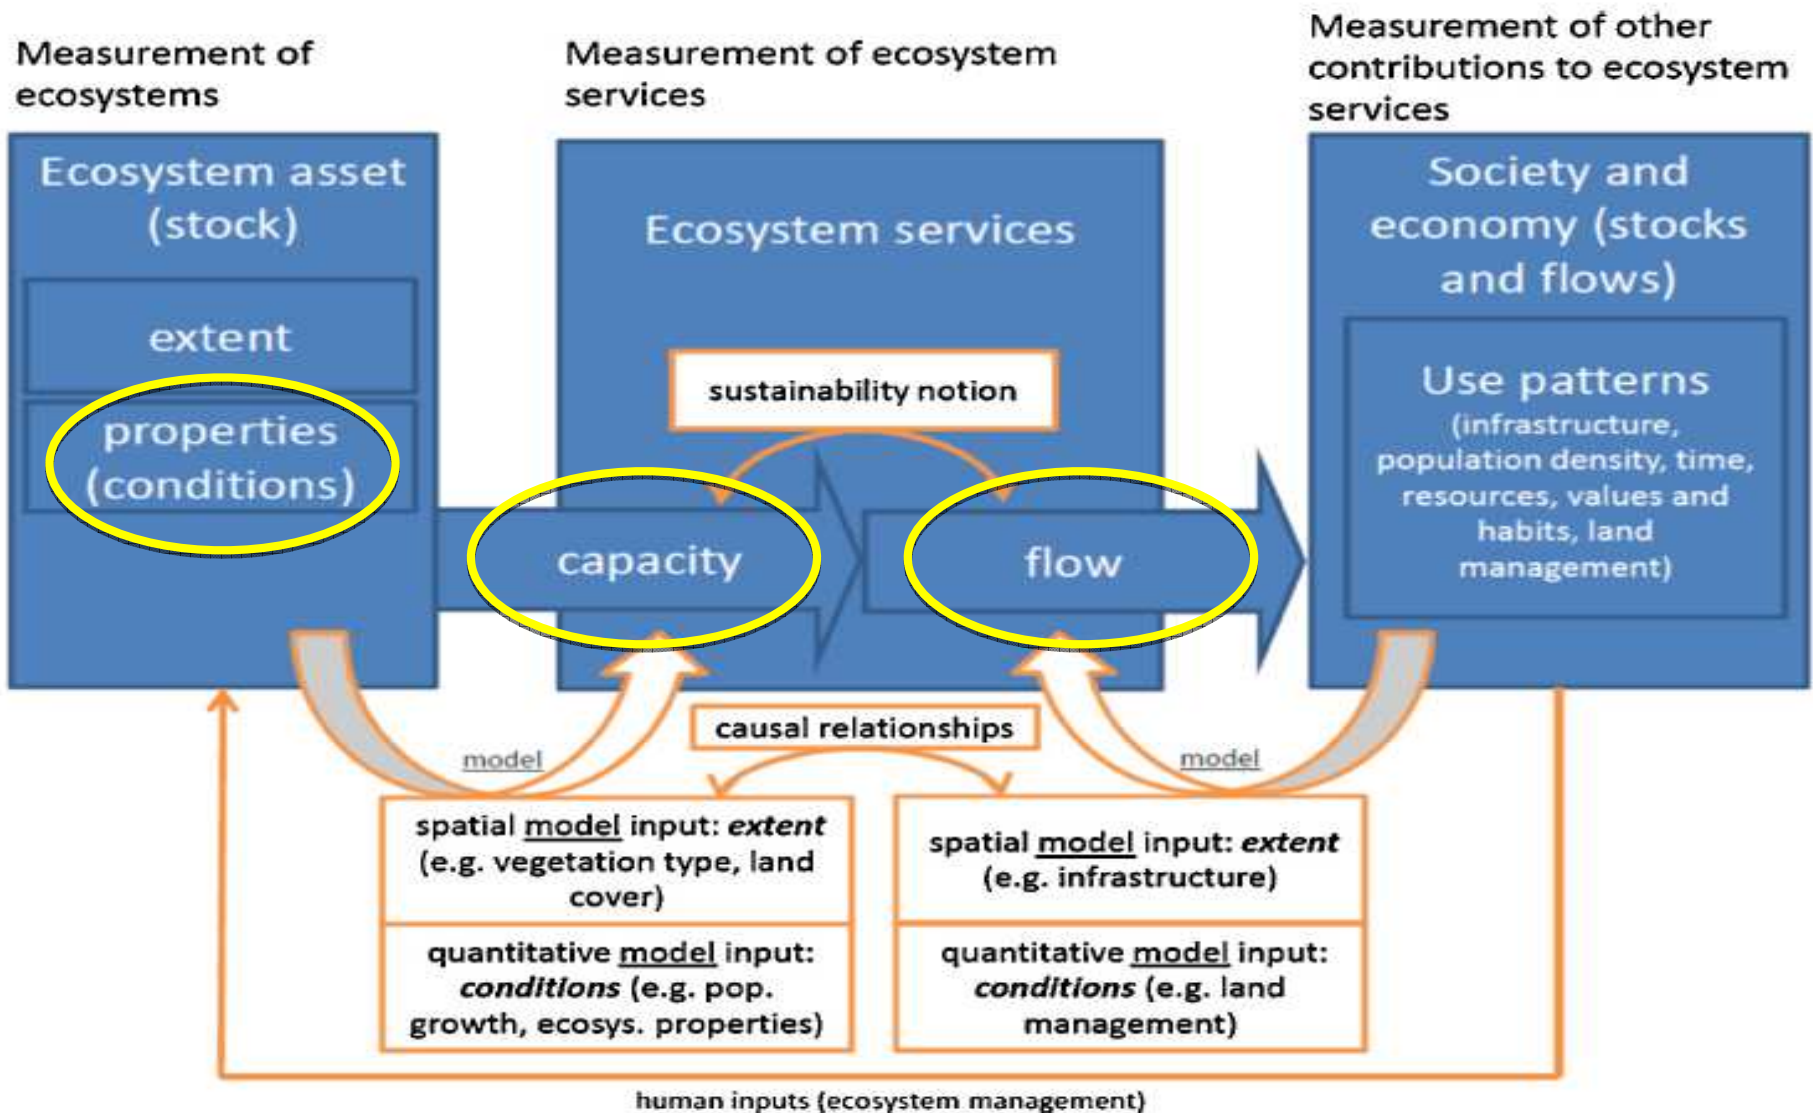 Measurement of
ecosystems
Measurement of ecosystem
services
Measurement of other
contributions to ecosystem
services
Ecosystem asset
(stock)
extent
properties
(conditions)
Ecosystem services
sustainability notion
capacity
flow
Society and
economy (stocks
and flows)
Use patterns
(infrastructure,
population density, time,
resources, values and
habits, land
management)
causal relationships
model
model
spatial model input: extent
(e.g. vegetation type, land
cover)
quantitative model input:
conditions (e.g. pop.
growth, ecosys. properties)
spatial model input: extent
(e.g. infrastructure)
quantitative model input:
conditions (e.g. land
management)
human inputs (ecosystem management)